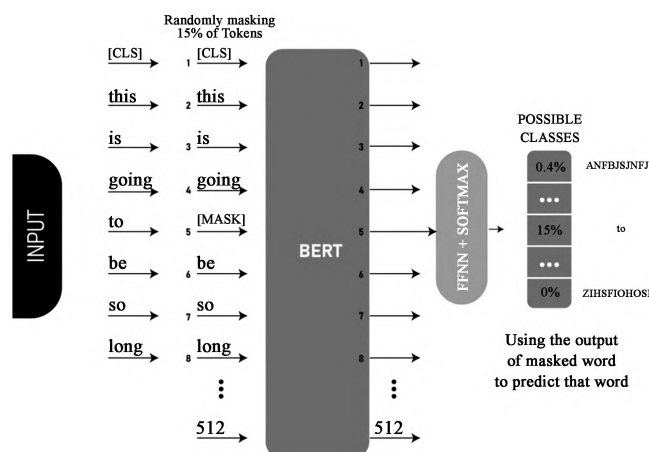 Randomly masking
15% of Tokens
[CLS] 1 [CLS] 1
this 2 this 2
is 3 is 3
going 4 going 4
to 5 [MASK] 5
be 6 be 6
so 7 so 7
long 8 long 8
512 512
INPUT
BERT
FFNN + SOFTMAX
POSSIBLE
CLASSES
0.4% ANFBJSJNFJ
...
15% to
...
0% ZIHSFIOHOSI
Using the output
of masked word
to predict that word